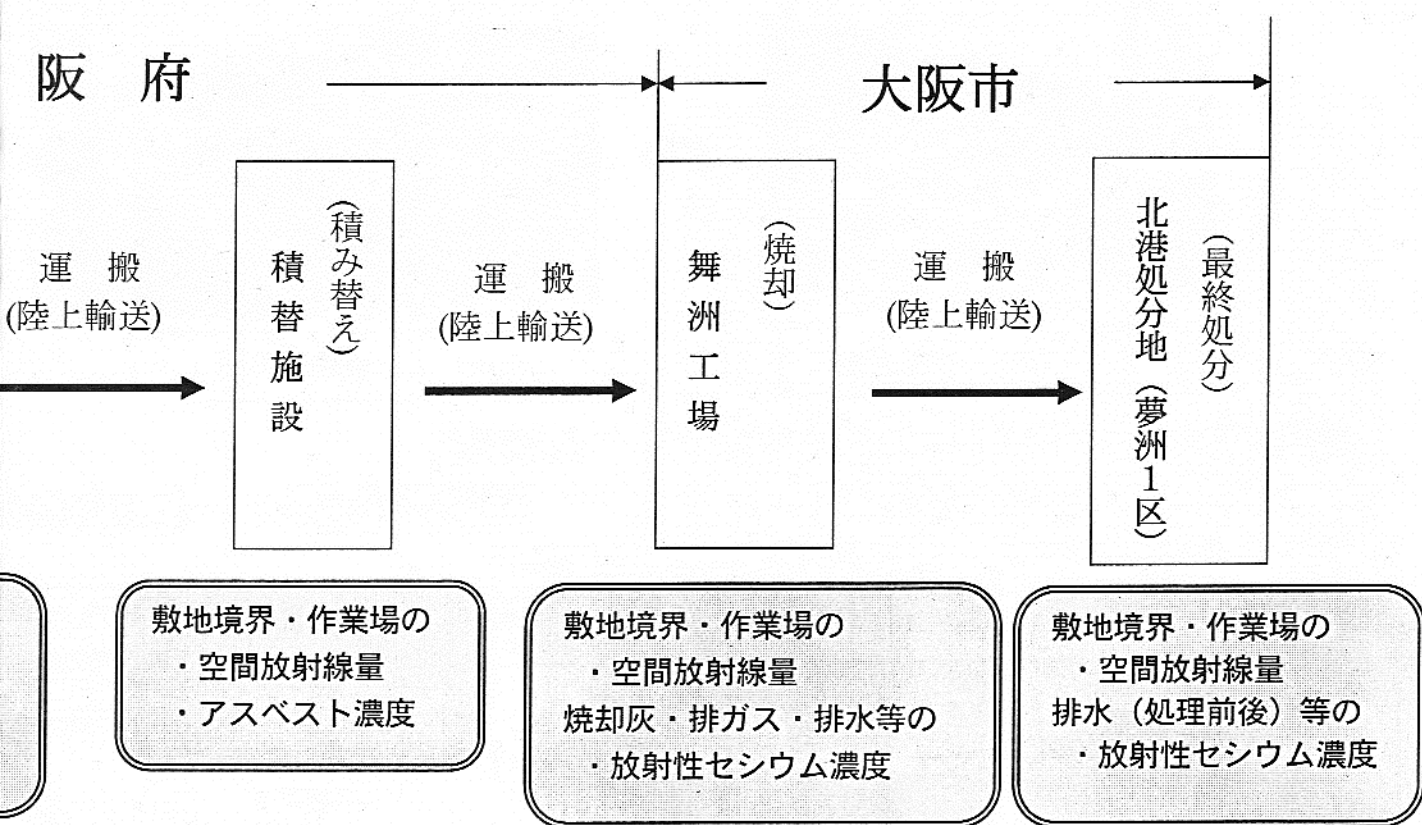 阪　府
大阪市
運　搬
(陸上輸送)
(積み替え)
積替施設
運　搬
(陸上輸送)
(焼却)
舞洲工場
運　搬
(陸上輸送)
(最終処分)
北港処分地(夢洲1区)
敷地境界・作業場の
・空間放射線量
・アスベスト濃度
敷地境界・作業場の
・空間放射線量
焼却灰・排ガス・排水等の
・放射性セシウム濃度
敷地境界・作業場の
・空間放射線量
排水（処理前後）等の
・放射性セシウム濃度